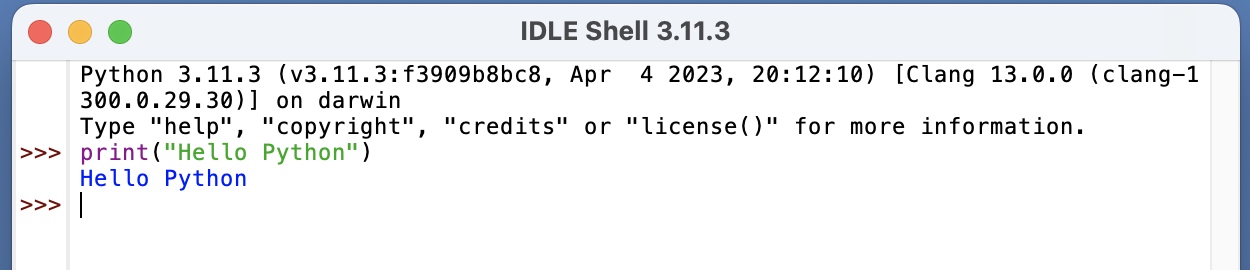 IDLE Shell 3.11.3
Python 3.11.3 (v3.11.3:f3909b8bc8, Apr  4 2023, 20:12:10) [Clang 13.0.0 (clang-1
300.0.29.30)] on darwin
Type "help", "copyright", "credits" or "license()" for more information.
>>> print("Hello Python")
Hello Python
>>>